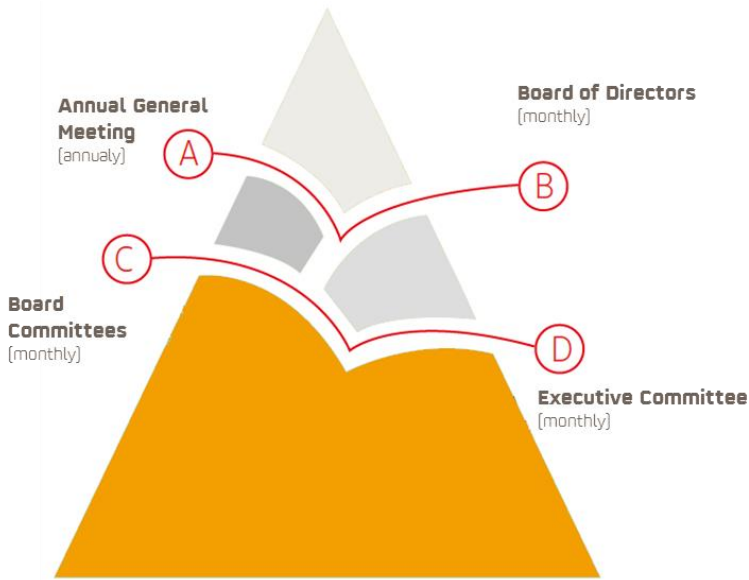 Annual General
Meeting
[annualy]
A
Board of Directors
[monthly]
B
C
Board
Committees
[monthly]
D
Executive Committee
[monthly]